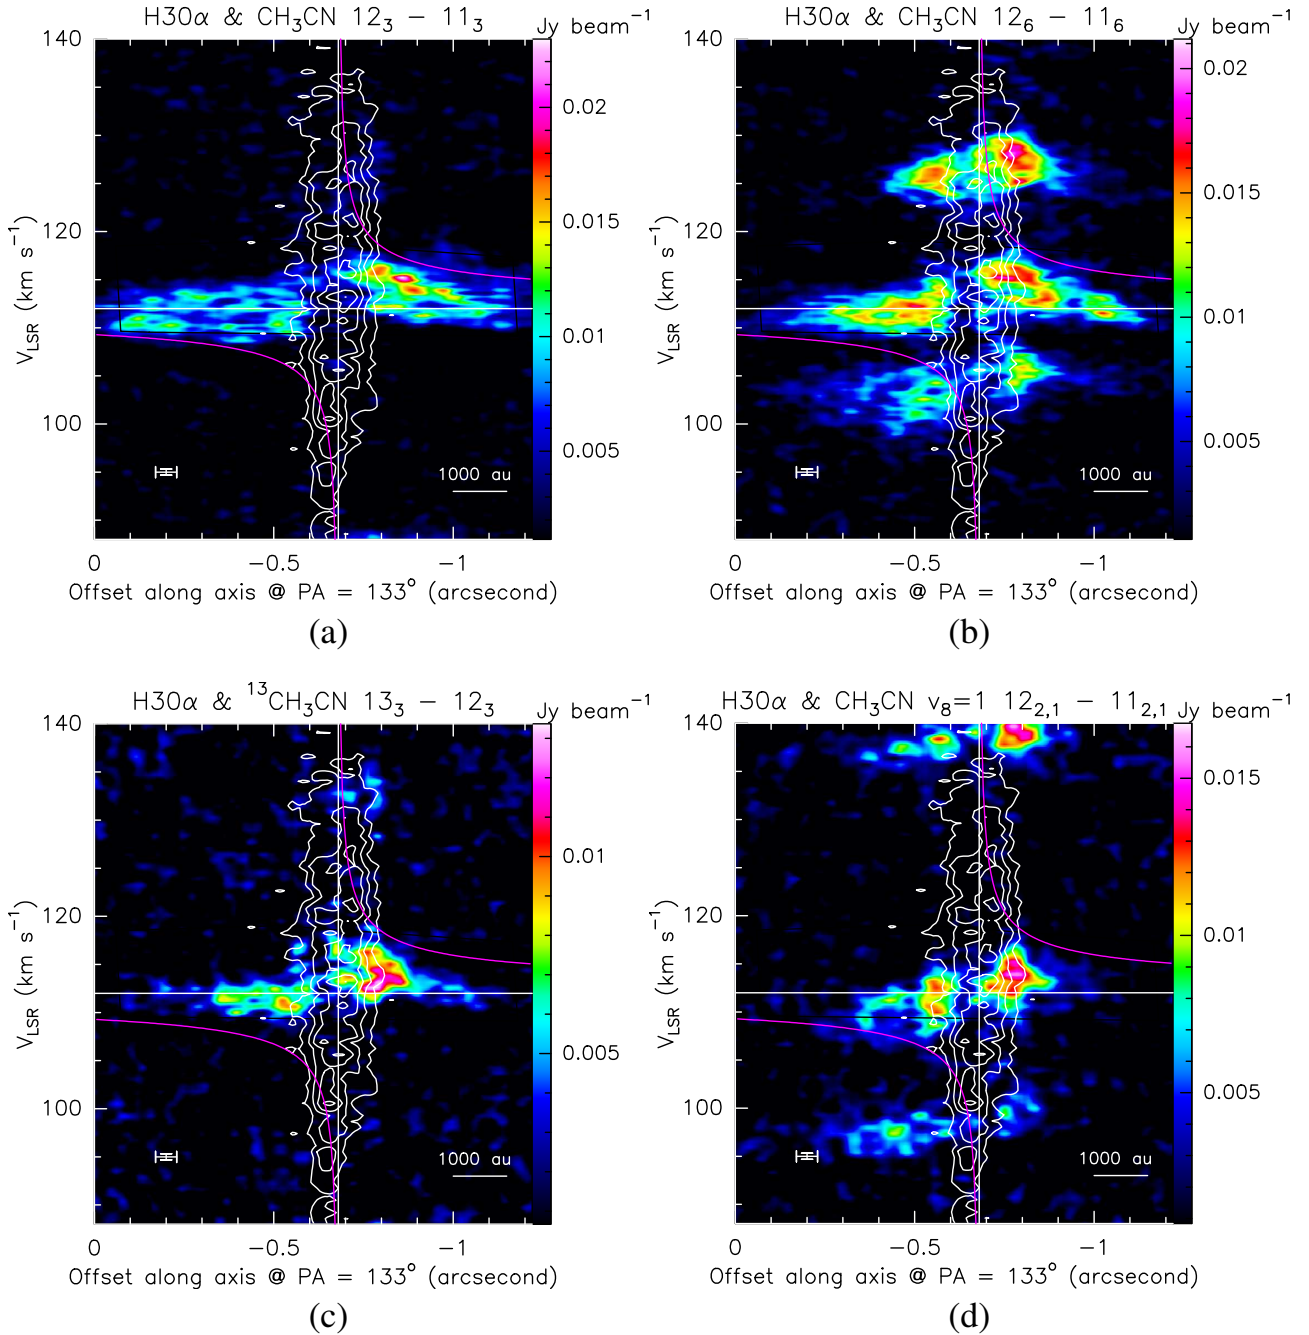 H30α & CH₃CN 12₃ − 11₃ Jy beam⁻¹
140
120
100
V_LSR (km s⁻¹)
0.02
0.015
0.01
0.005
1000 au
0 −0.5 −1
Offset along axis @ PA = 133° (arcsecond)
(a)
H30α & CH₃CN 12₆ − 11₆ Jy beam⁻¹
140
120
100
V_LSR (km s⁻¹)
0.02
0.015
0.01
0.005
1000 au
0 −0.5 −1
Offset along axis @ PA = 133° (arcsecond)
(b)
H30α & ¹³CH₃CN 13₃ − 12₃ Jy beam⁻¹
140
120
100
V_LSR (km s⁻¹)
0.01
0.005
1000 au
0 −0.5 −1
Offset along axis @ PA = 133° (arcsecond)
(c)
H30α & CH₃CN v₈=1 12₂,₁ − 11₂,₁ Jy beam⁻¹
140
120
100
V_LSR (km s⁻¹)
0.015
0.01
0.005
1000 au
0 −0.5 −1
Offset along axis @ PA = 133° (arcsecond)
(d)